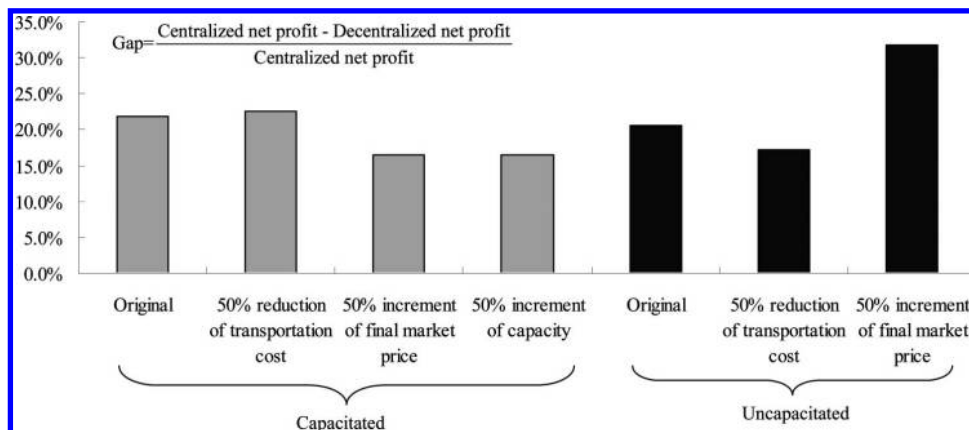 35.0%
30.0%
25.0%
20.0%
15.0%
10.0%
5.0%
0.0%
Gap=
Centralized net profit - Decentralized net profit
Centralized net profit
Original
50% reduction
of transportation
cost
50% increment
of final market
price
50% increment
of capacity
Original
50% reduction
of transportation
cost
50% increment
of final market
price
Capacitated
Uncapacitated